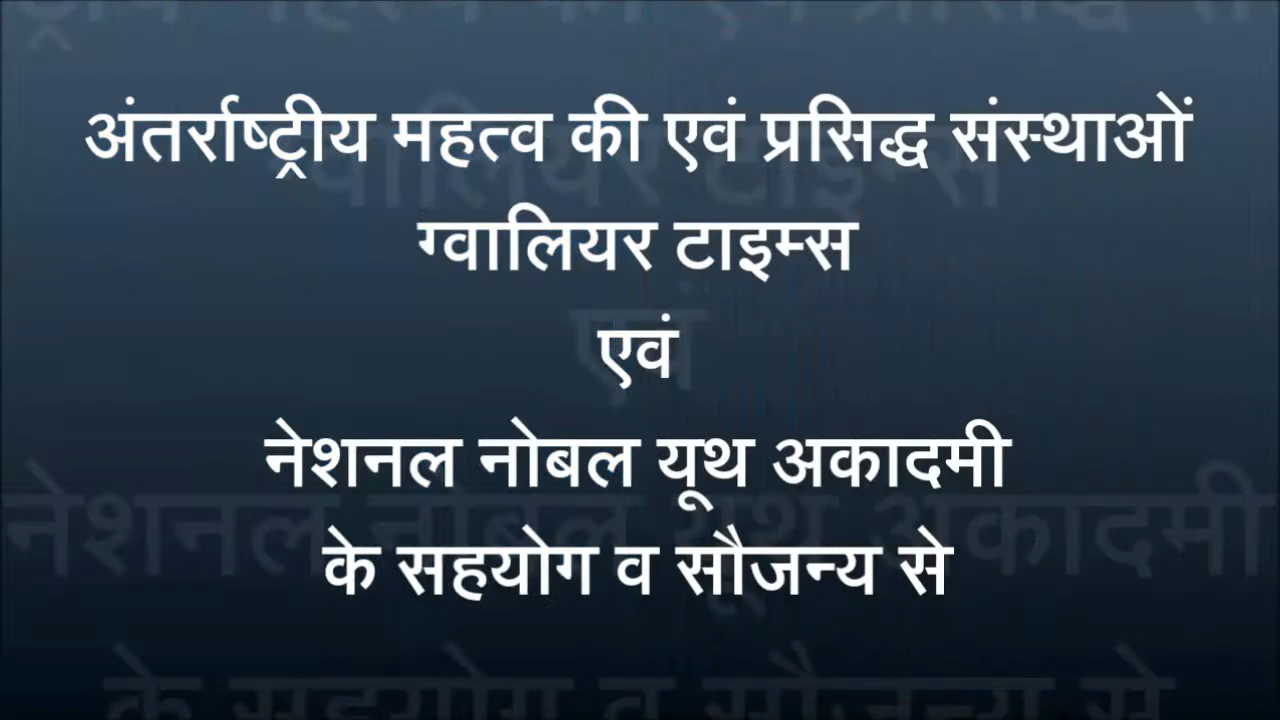 अंतर्राष्ट्रीय महत्व की एवं प्रसिद्ध संस्थाओं
ग्वालियर टाइम्स
एवं
नेशनल नोबल यूथ अकादमी
के सहयोग व सौजन्य से